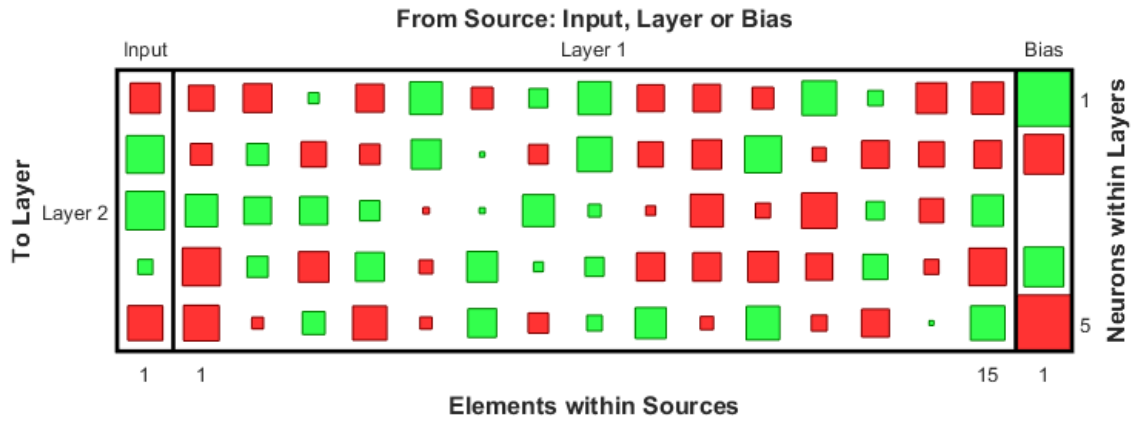 From Source: Input, Layer or Bias
Input Layer 1 Bias
1
To Layer
Layer 2
Neurons within Layers
5
1 1 15 1
Elements within Sources